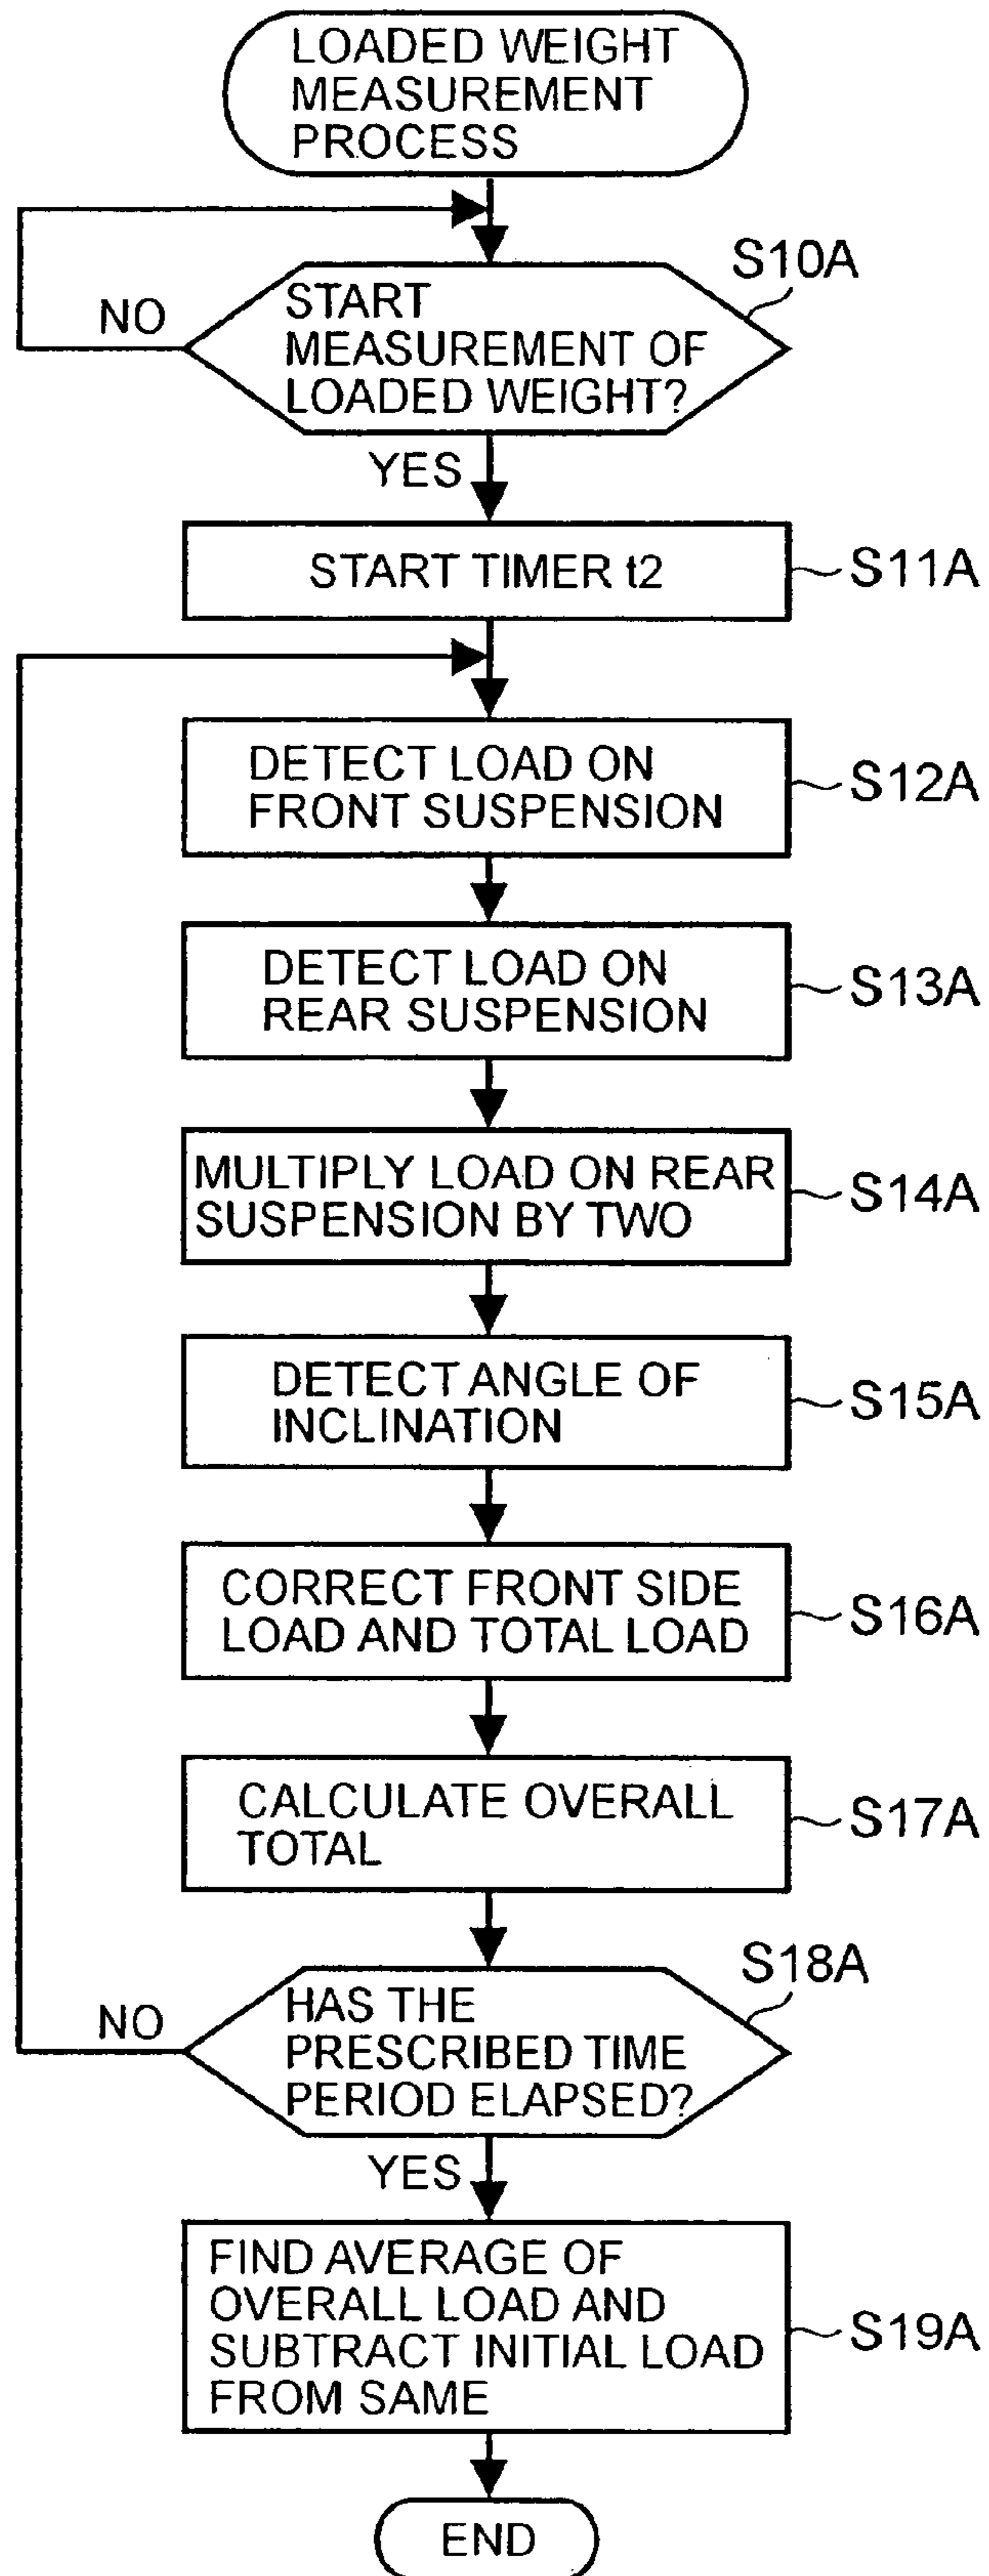 LOADED WEIGHT
MEASUREMENT
PROCESS
S10A
NO
START
MEASUREMENT OF
LOADED WEIGHT?
YES
START TIMER t2
S11A
DETECT LOAD ON
FRONT SUSPENSION
S12A
DETECT LOAD ON
REAR SUSPENSION
S13A
MULTIPLY LOAD ON REAR
SUSPENSION BY TWO
S14A
DETECT ANGLE OF
INCLINATION
S15A
CORRECT FRONT SIDE
LOAD AND TOTAL LOAD
S16A
CALCULATE OVERALL
TOTAL
S17A
S18A
NO
HAS THE
PRESCRIBED TIME
PERIOD ELAPSED?
YES
FIND AVERAGE OF
OVERALL LOAD AND
SUBTRACT INITIAL LOAD
FROM SAME
S19A
END